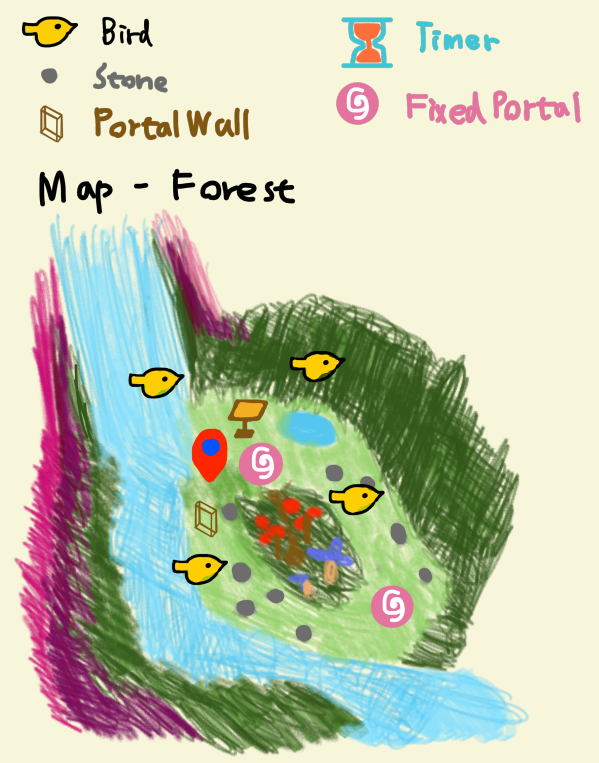 Bird
Timer
Stone
Portal Wall
Fixed Portal
Map - Forest